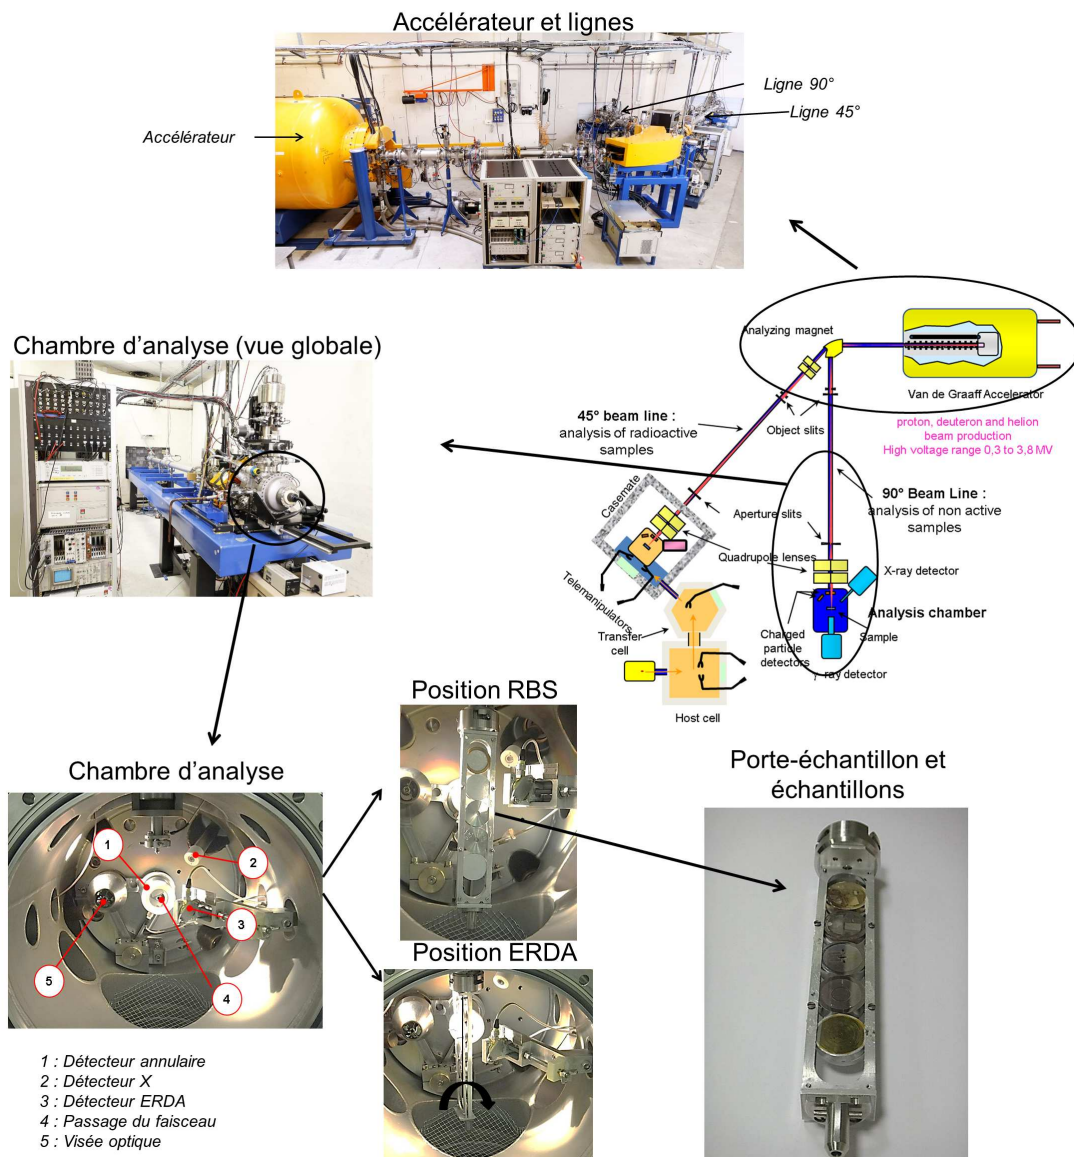 Accélérateur et lignes
Ligne 90°
Ligne 45°
Accélérateur
Chambre d'analyse (vue globale)
Analyzing magnet
Van de Graaff Accelerator
proton, deuteron and helion
beam production
High voltage range 0,3 to 3,8 MV
45° beam line :
analysis of radioactive
samples
Object slits
90° Beam Line :
analysis of non active
samples
Casemate
Aperture slits
Quadrupole lenses
X-ray detector
Telemanipulators
Analysis chamber
Transfer
cell
Charged
particle
detectors
Sample
γ-ray detector
Host cell
Position RBS
Chambre d'analyse
Porte-échantillon et
échantillons
1
2
3
4
5
Position ERDA
1 : Détecteur annulaire
2 : Détecteur X
3 : Détecteur ERDA
4 : Passage du faisceau
5 : Visée optique